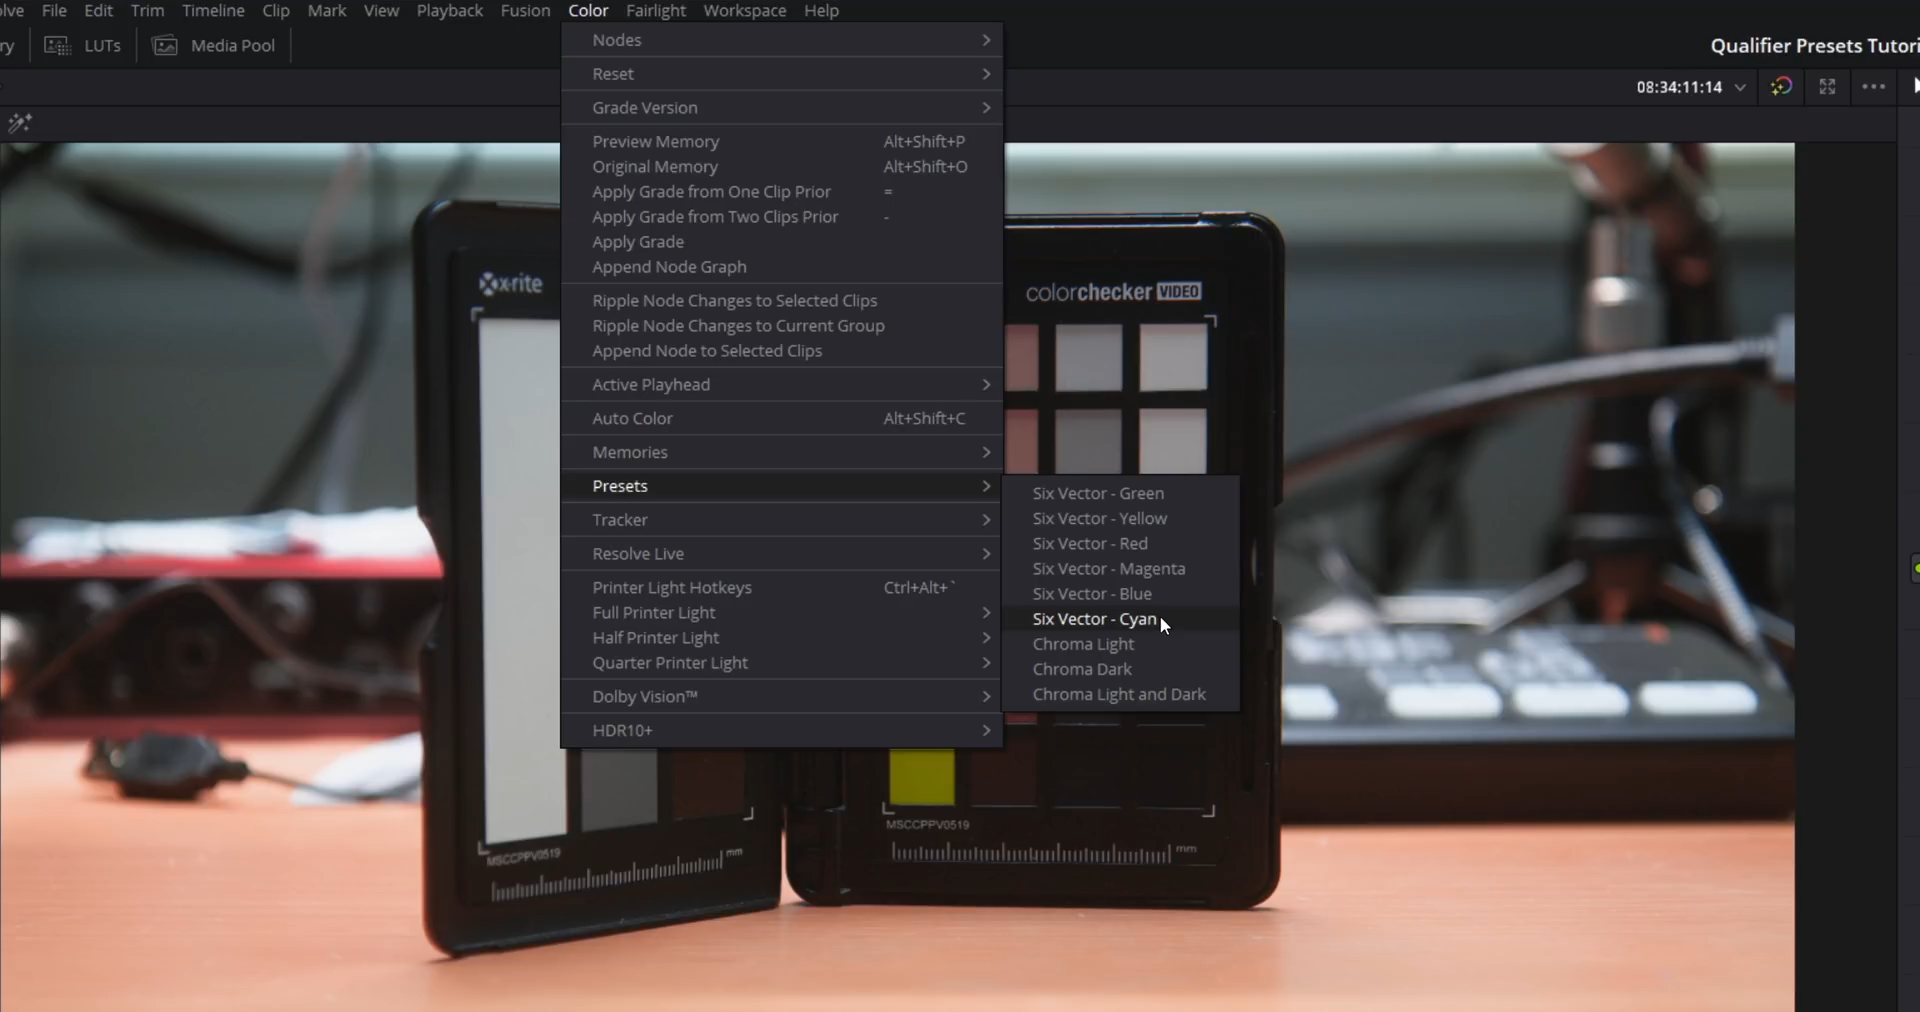 File Edit Trim Timeline Clip Mark View Playback Fusion Color Fairlight Workspace Help
LUTs Media Pool
Qualifier Presets
08:34:11:14
Nodes
Reset
Grade Version
Preview Memory Alt+Shift+P
Original Memory Alt+Shift+O
Apply Grade from One Clip Prior =
Apply Grade from Two Clips Prior -
Apply Grade
Append Node Graph
Ripple Node Changes to Selected Clips
Ripple Node Changes to Current Group
Append Node to Selected Clips
Active Playhead
Auto Color Alt+Shift+C
Memories
Presets
Tracker
Resolve Live
Printer Light Hotkeys Ctrl+Alt+`
Full Printer Light
Half Printer Light
Quarter Printer Light
Dolby Vision™
HDR10+
Six Vector - Green
Six Vector - Yellow
Six Vector - Red
Six Vector - Magenta
Six Vector - Blue
Six Vector - Cyan
Chroma Light
Chroma Dark
Chroma Light and Dark
x-rite
colorchecker VIDEO
MSCCPPV0519
mm
MSCCPPV0519
mm